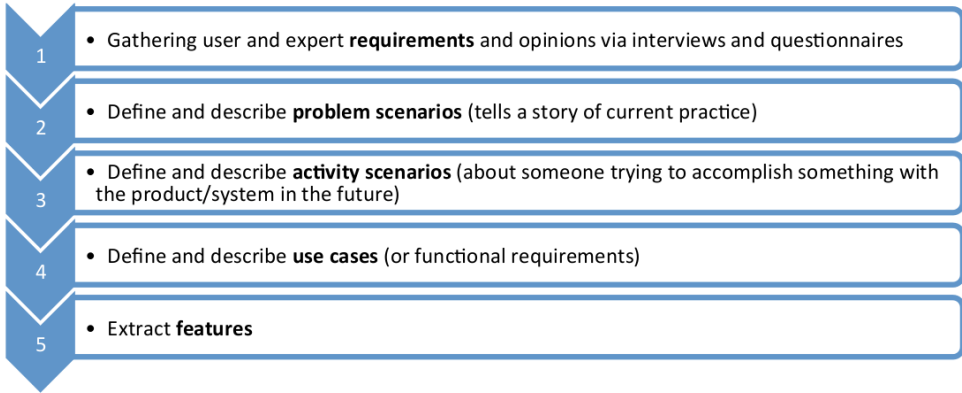 1
• Gathering user and expert requirements and opinions via interviews and questionnaires
2
• Define and describe problem scenarios (tells a story of current practice)
3
• Define and describe activity scenarios (about someone trying to accomplish something with
the product/system in the future)
4
• Define and describe use cases (or functional requirements)
5
• Extract features